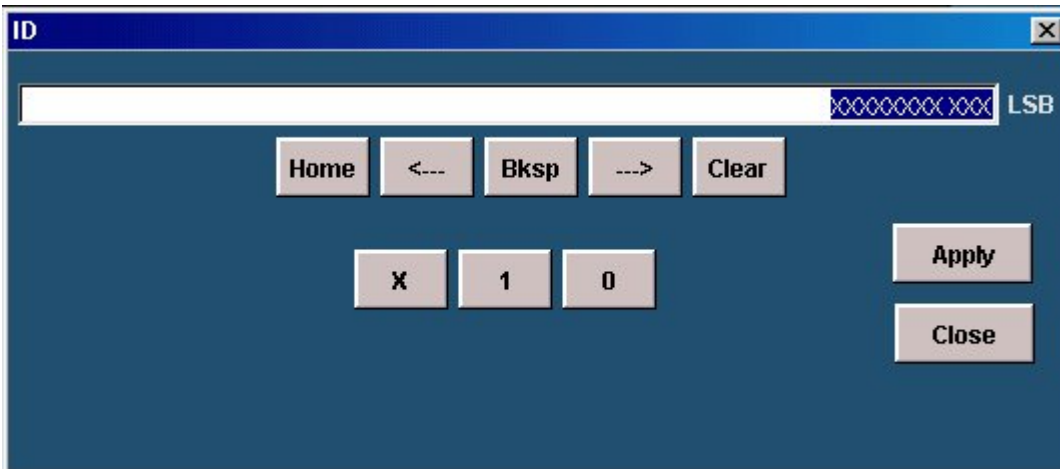 ID
XXXXXXXX XXX LSB
Home <--- Bksp ---> Clear
Apply
X 1 0
Close